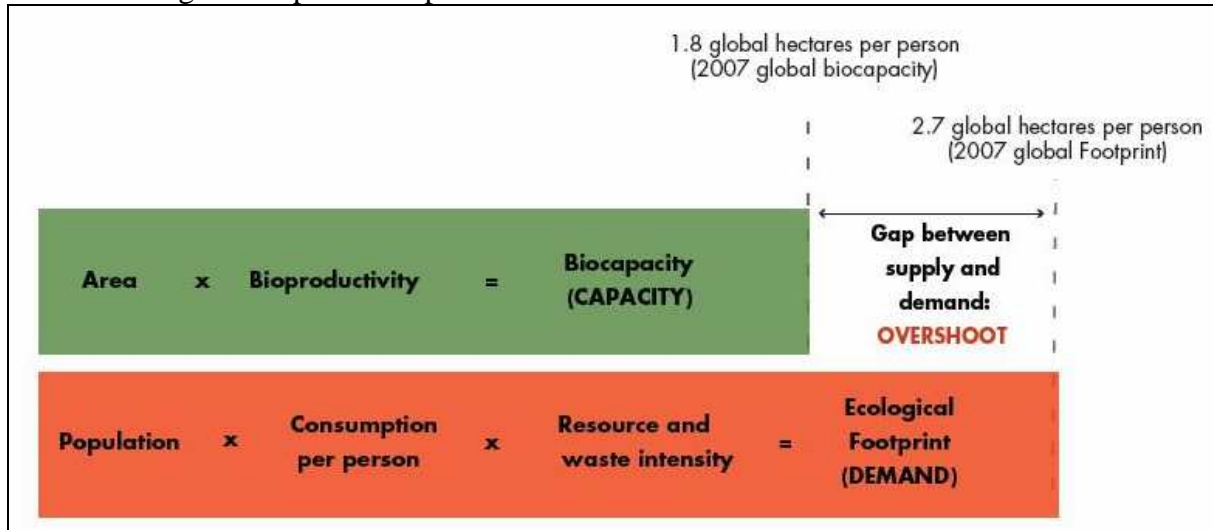 1.8 global hectares per person
(2007 global biocapacity)
2.7 global hectares per person
(2007 global Footprint)
Gap between
supply and
demand:
OVERSHOOT
Area x Bioproductivity = Biocapacity
(CAPACITY)
Population x Consumption
per person x Resource and
waste intensity = Ecological
Footprint
(DEMAND)